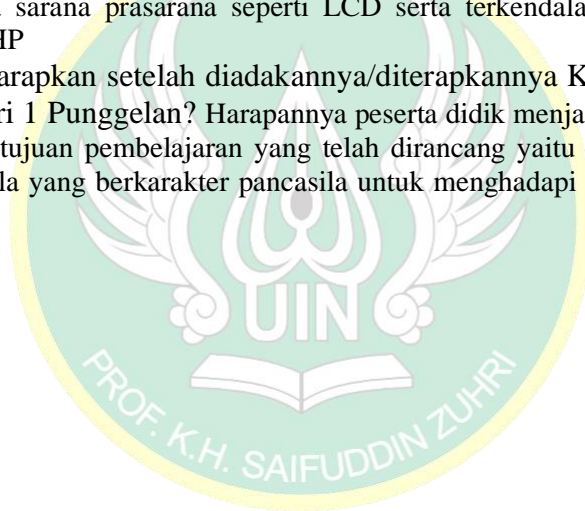 sarana prasarana seperti LCD serta terkendala
HP
arapkan setelah diadakannya/diterapkannya K
ri 1 Punggelan? Harapannya peserta didik menja
tujuan pembelajaran yang telah dirancang yaitu
la yang berkarakter pancasila untuk menghadapi
UIN
PROF. K.H. SAIFUDDIN ZUHRI